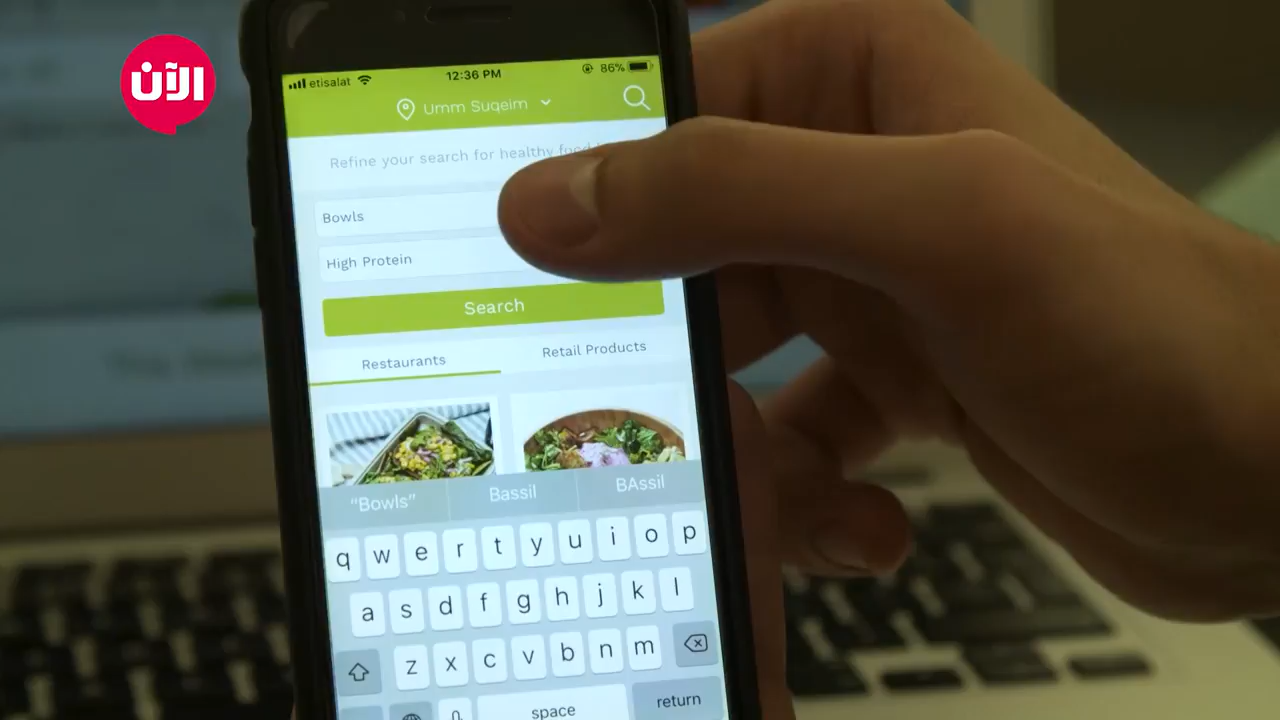 الآن
etisalat 12:36 PM 86%
Umm Suqeim
Refine your search for healthy food
Bowls
High Protein
Search
Restaurants Retail Products
"Bowls" Bassil BAssil
q w e r t y u i o p
a s d f g h j k l
z x c v b n m
space return